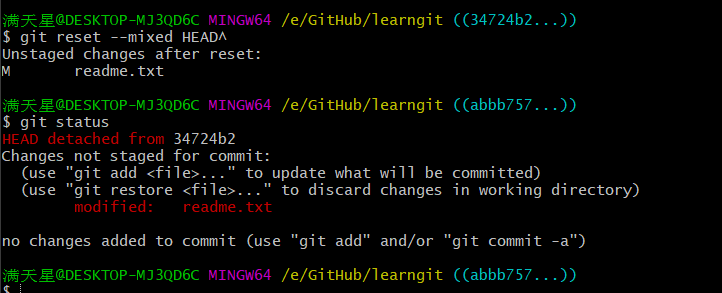 满天星@DESKTOP-MJ3QD6C MINGW64 /e/GitHub/learngit ((34724b2...))
$ git reset --mixed HEAD^
Unstaged changes after reset:
M       readme.txt
满天星@DESKTOP-MJ3QD6C MINGW64 /e/GitHub/learngit ((abbb757...))
$ git status
HEAD detached from 34724b2
Changes not staged for commit:
  (use "git add <file>..." to update what will be committed)
  (use "git restore <file>..." to discard changes in working directory)
        modified:   readme.txt
no changes added to commit (use "git add" and/or "git commit -a")
满天星@DESKTOP-MJ3QD6C MINGW64 /e/GitHub/learngit ((abbb757...))
$